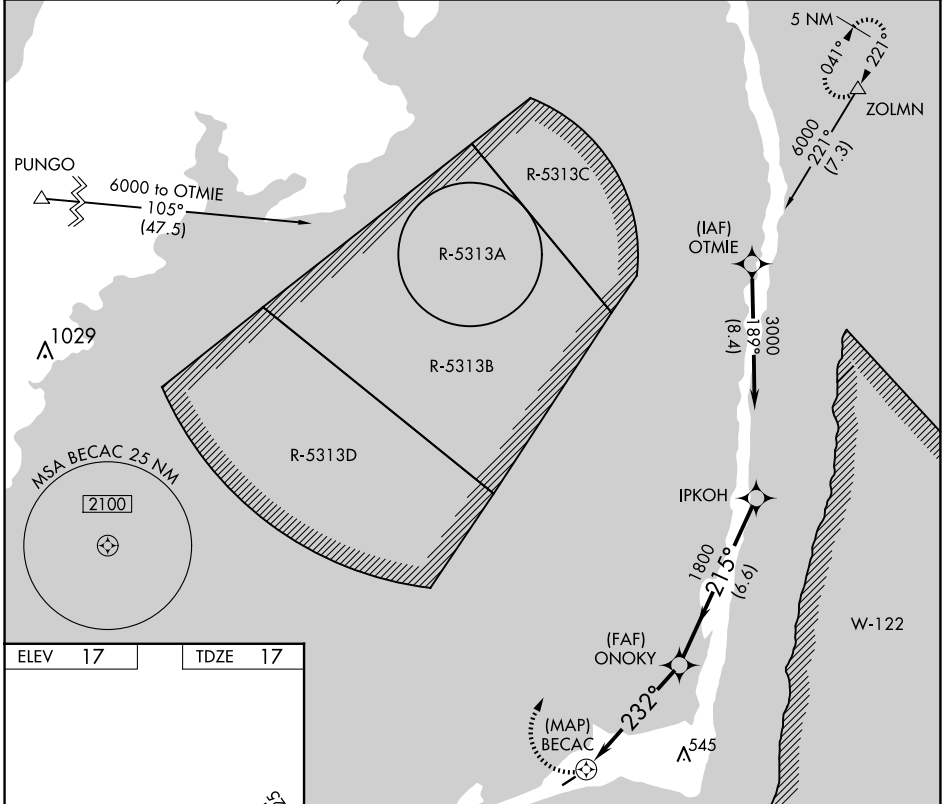 5 NM
041°
221°
ZOLMN
6000
221°
(7.3)
PUNGO
6000 to OTMIE
105°
(47.5)
R-5313C
R-5313A
(IAF)
OTMIE
3000
189°
(8.4)
1029
R-5313B
R-5313D
MSA BECAC 25 NM
2100
IPKOH
1800
215°
(6.6)
W-122
(FAF)
ONOKY
232°
(MAP)
BECAC
545
ELEV 17
TDZE 17